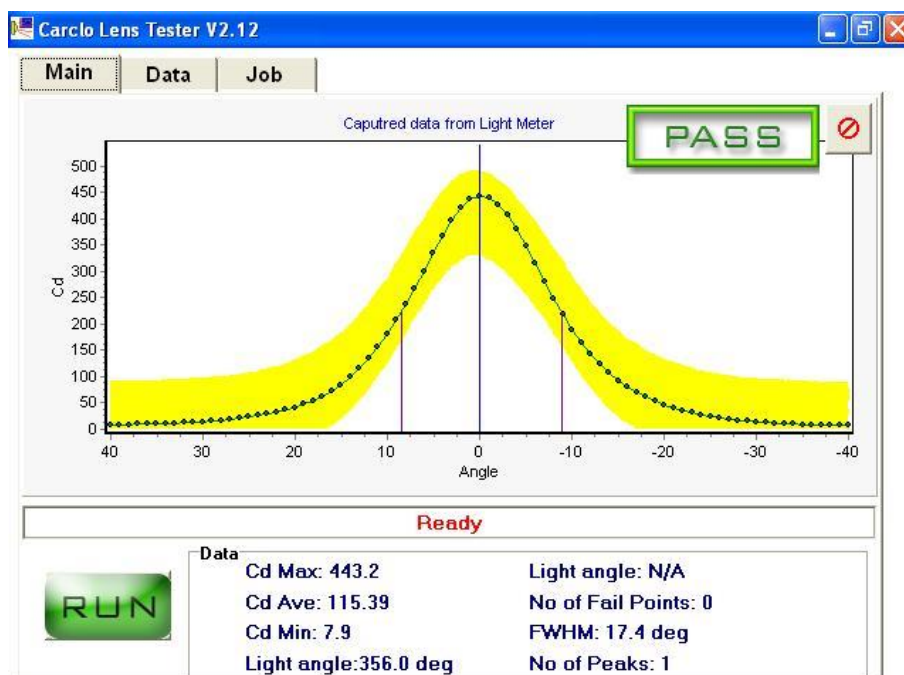 Carclo Lens Tester V2.12
Main Data Job
Caputred data from Light Meter
PASS
500
450
400
350
300
250
200
150
100
50
0
Cd
40 30 20 10 0 -10 -20 -30 -40
Angle
Ready
RUN
Data
Cd Max: 443.2 Light angle: N/A
Cd Ave: 115.39 No of Fail Points: 0
Cd Min: 7.9 FWHM: 17.4 deg
Light angle:356.0 deg No of Peaks: 1